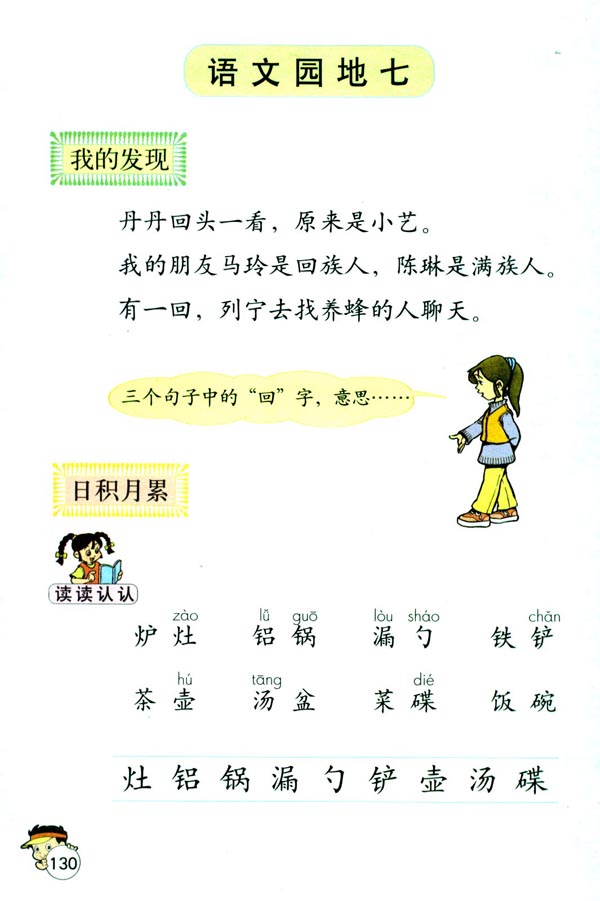 语文园地七
我的发现
丹丹回头一看，原来是小艺。
我的朋友马玲是回族人，陈琳是满族人。
有一回，列宁去找养蜂的人聊天。
三个句子中的“回”字，意思……
日积月累
读读认认
zào lǚ guō lòu sháo chǎn
炉灶 铝锅 漏勺 铁铲
hú tāng dié
茶壶 汤盆 菜碟 饭碗
灶 铝 锅 漏 勺 铲 壶 汤 碟
130